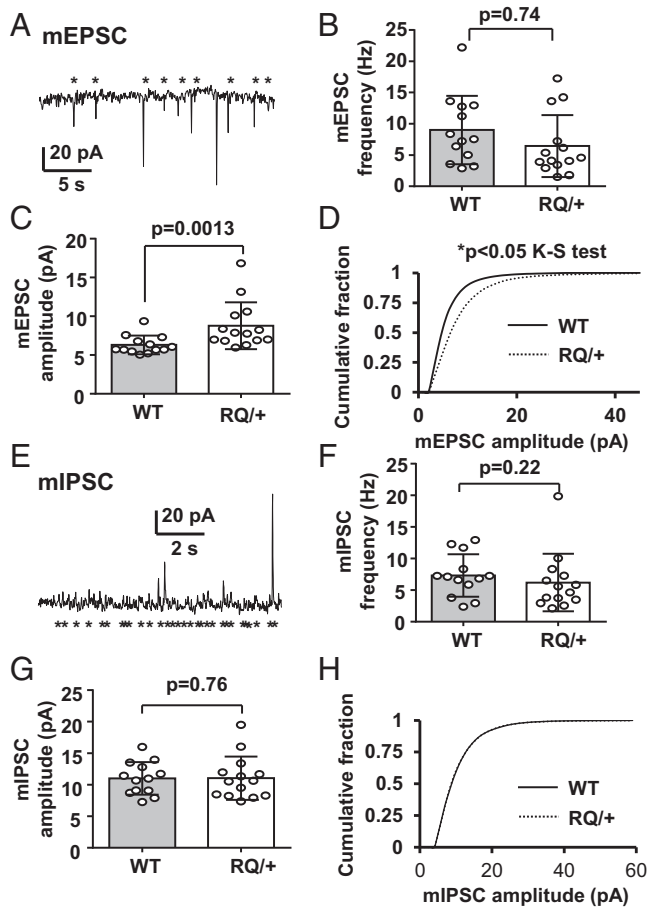 A
mEPSC
* * * * * * * * *
20 pA
5 s
B
p=0.74
mEPSC
frequency (Hz)
25
20
15
10
5
0
WT
RQ/+
C
p=0.0013
mEPSC
amplitude (pA)
20
15
10
5
0
WT
RQ/+
D
*p<0.05 K-S test
Cumulative fraction
1
0.75
0.5
0.25
0
WT
RQ/+
0
20
40
mEPSC amplitude (pA)
E
mIPSC
20 pA
2 s
F
p=0.22
mIPSC
frequency (Hz)
25
20
15
10
5
0
WT
RQ/+
G
p=0.76
mIPSC
amplitude (pA)
25
20
15
10
5
0
WT
RQ/+
H
Cumulative fraction
1
0.75
0.5
0.25
0
WT
RQ/+
0
20
40
60
mIPSC amplitude (pA)